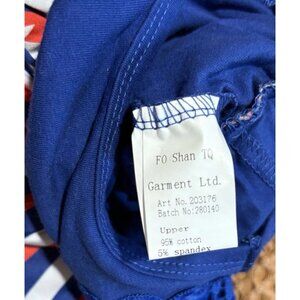 FO Shan TQ
Garment Ltd.
Art No.203176
Batch No:280140
Upper
95% cotton
5% spandex